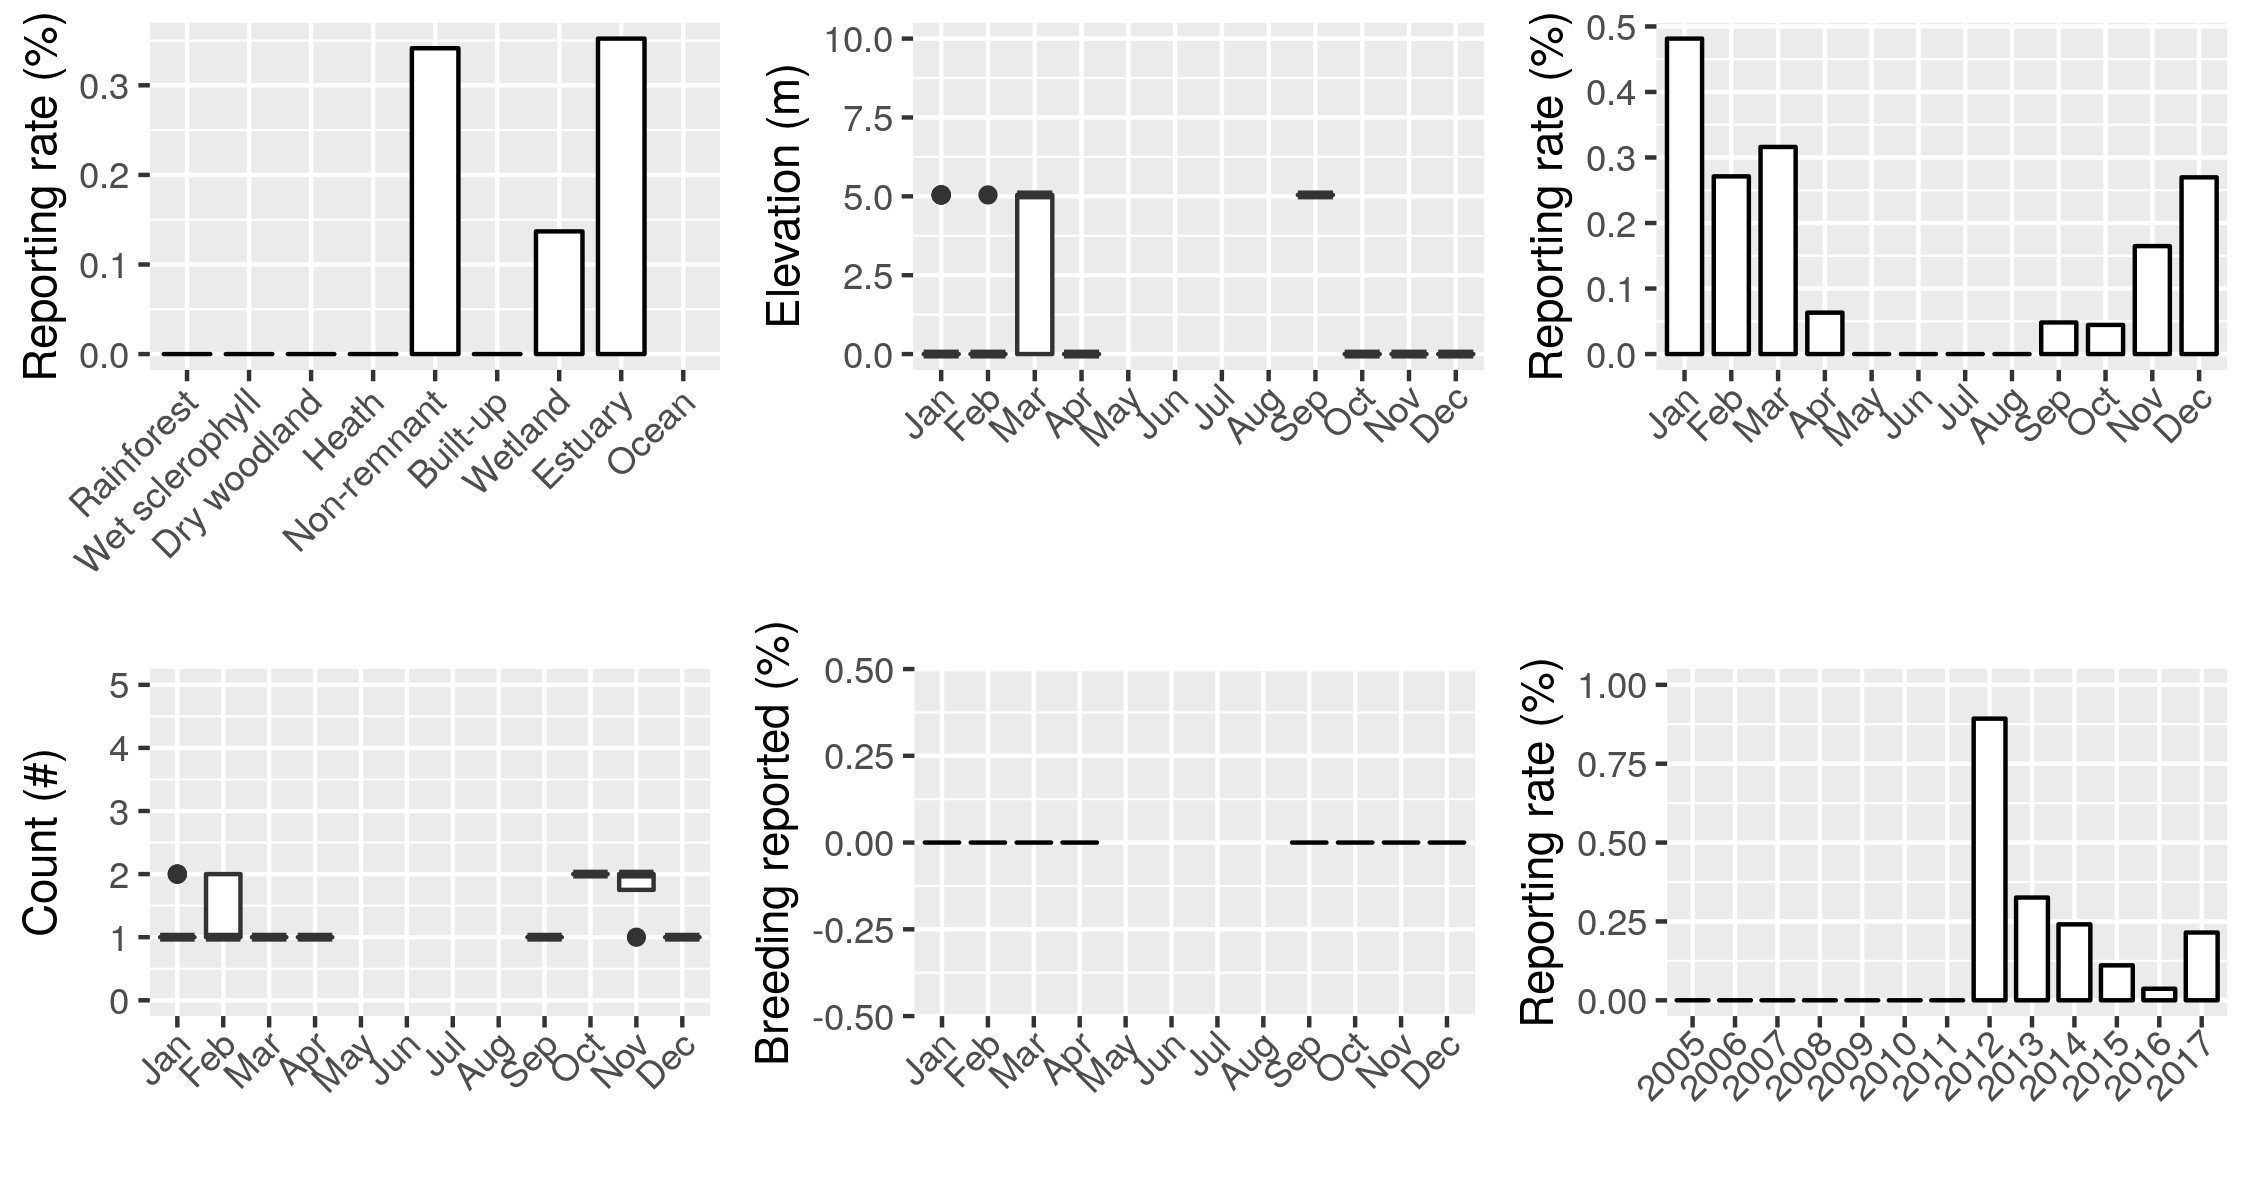 Reporting rate (%)
0.3
0.2
0.1
0.0
Rainforest
Wet sclerophyll
Dry woodland
Heath
Non-remnant
Built-up
Wetland
Estuary
Ocean
Elevation (m)
10.0
7.5
5.0
2.5
0.0
Jan
Feb
Mar
Apr
May
Jun
Jul
Aug
Sep
Oct
Nov
Dec
Reporting rate (%)
0.5
0.4
0.3
0.2
0.1
0.0
Jan
Feb
Mar
Apr
May
Jun
Jul
Aug
Sep
Oct
Nov
Dec
Count (#)
5
4
3
2
1
0
Jan
Feb
Mar
Apr
May
Jun
Jul
Aug
Sep
Oct
Nov
Dec
Breeding reported (%)
0.50
0.25
0.00
-0.25
-0.50
Jan
Feb
Mar
Apr
May
Jun
Jul
Aug
Sep
Oct
Nov
Dec
Reporting rate (%)
1.00
0.75
0.50
0.25
0.00
2005
2006
2007
2008
2009
2010
2011
2012
2013
2014
2015
2016
2017